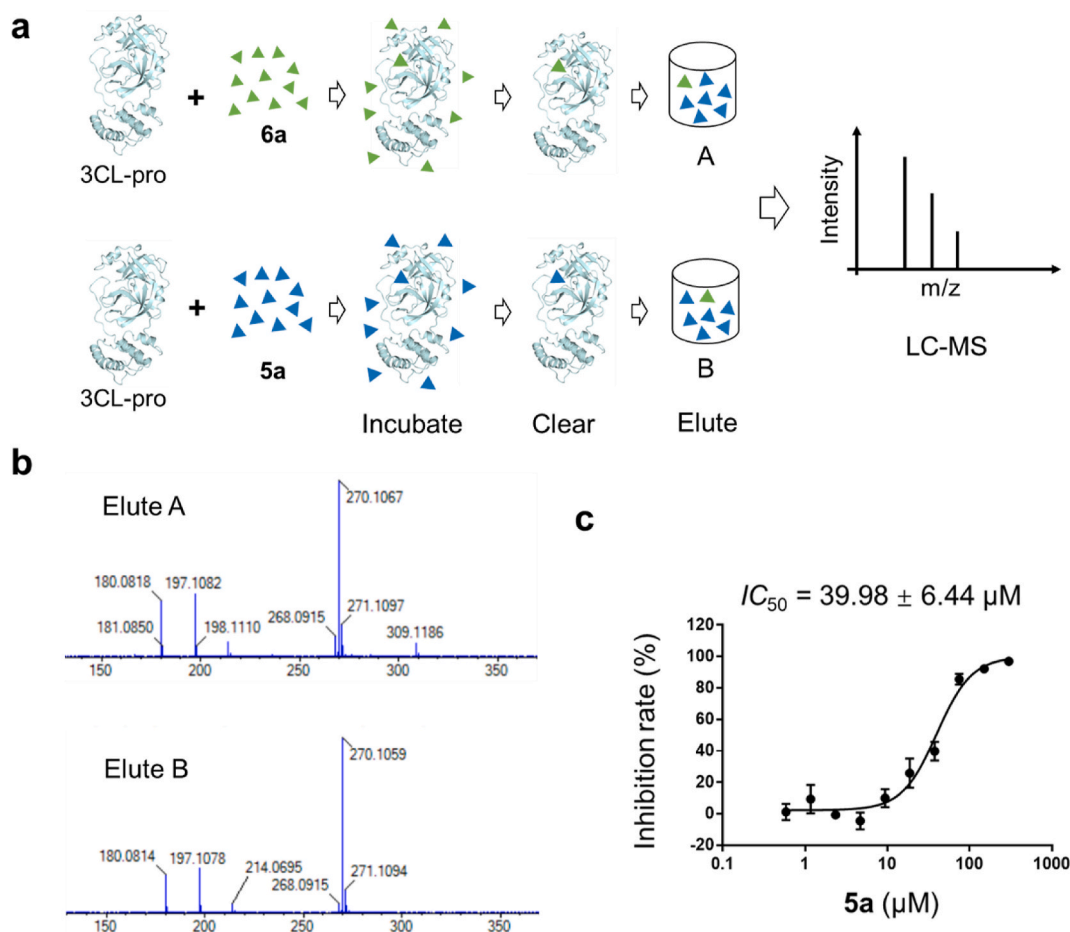 a
3CL-pro
+
6a
A
3CL-pro
+
5a
B
Incubate
Clear
Elute
Intensity
m/z
LC-MS
b
Elute A
270.1067
180.0818
197.1082
181.0850
198.1110
268.0915
271.1097
309.1186
150
200
250
300
350
Elute B
270.1059
180.0814
197.1078
214.0695
268.0915
271.1094
150
200
250
300
350
c
IC50 = 39.98 ± 6.44 µM
Inhibition rate (%)
120
100
80
60
40
20
0
-20
0.1
1
10
100
1000
5a (µM)